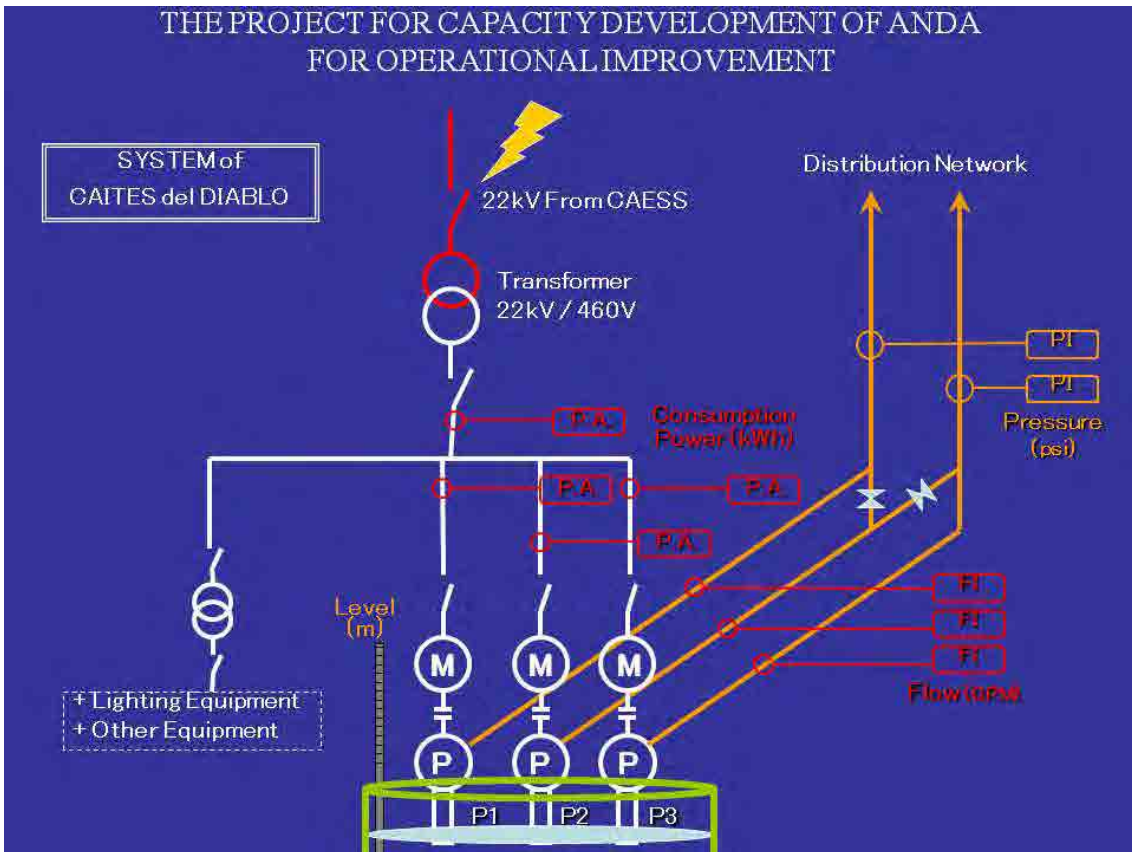 THE PROJECT FOR CAPACITY DEVELOPMENT OF ANDA
FOR OPERATIONAL IMPROVEMENT
SYSTEM of
CAITES del DIABLO
22kV From CAESS
Distribution Network
Transformer
22kV / 460V
PI
PI
Pressure
(psi)
P.A.
Consumption
Power (kWh)
P.A.
P.A.
P.A.
FI
FI
FI
Flow (GPM)
Level
(m)
M
M
M
+ Lighting Equipment
+ Other Equipment
P
P
P
P1
P2
P3